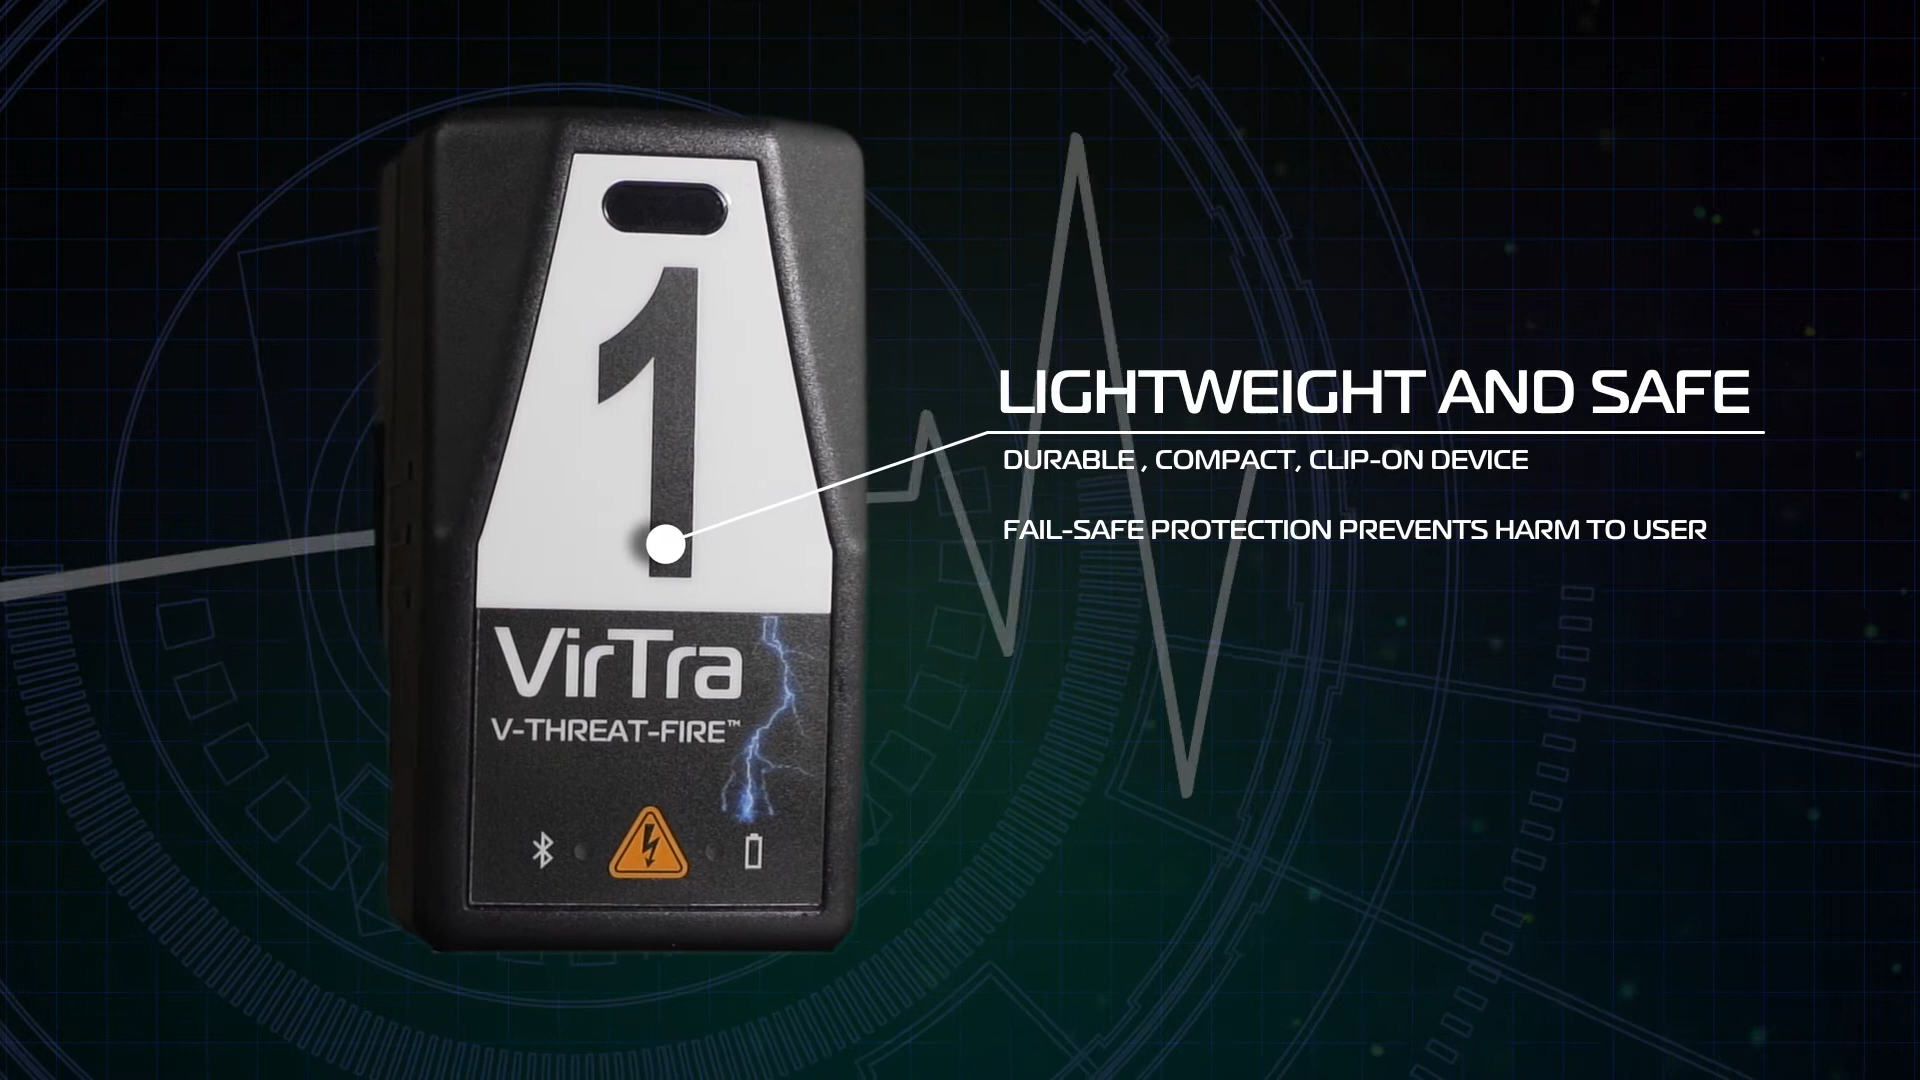 1
VirTra
V-THREAT-FIRE™
LIGHTWEIGHT AND SAFE
DURABLE , COMPACT, CLIP-ON DEVICE
FAIL-SAFE PROTECTION PREVENTS HARM TO USER